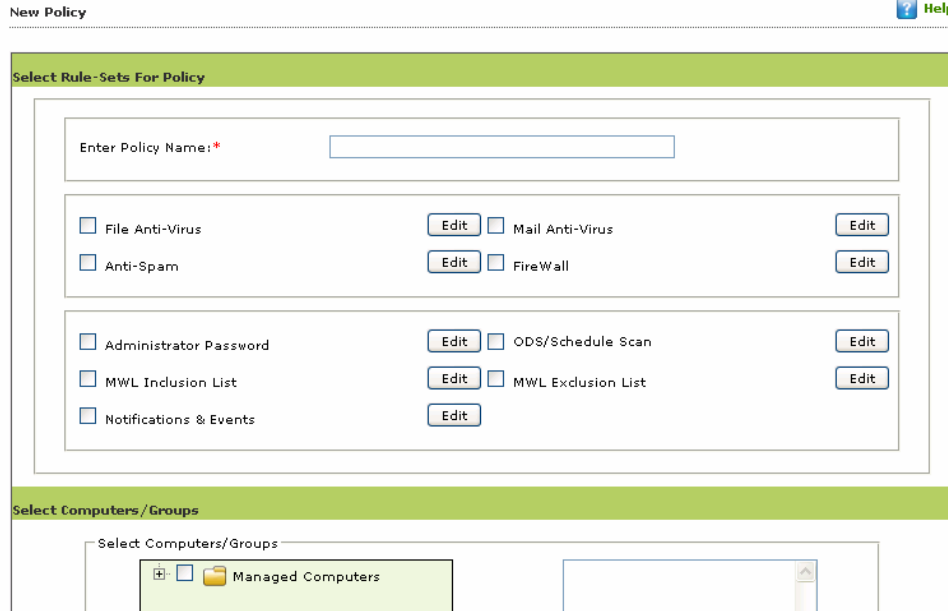 New Policy
? Help
Select Rule-Sets For Policy
Enter Policy Name:*
File Anti-Virus Edit Mail Anti-Virus Edit
Anti-Spam Edit FireWall Edit
Administrator Password Edit ODS/Schedule Scan Edit
MWL Inclusion List Edit MWL Exclusion List Edit
Notifications & Events Edit
Select Computers/Groups
Select Computers/Groups
Managed Computers